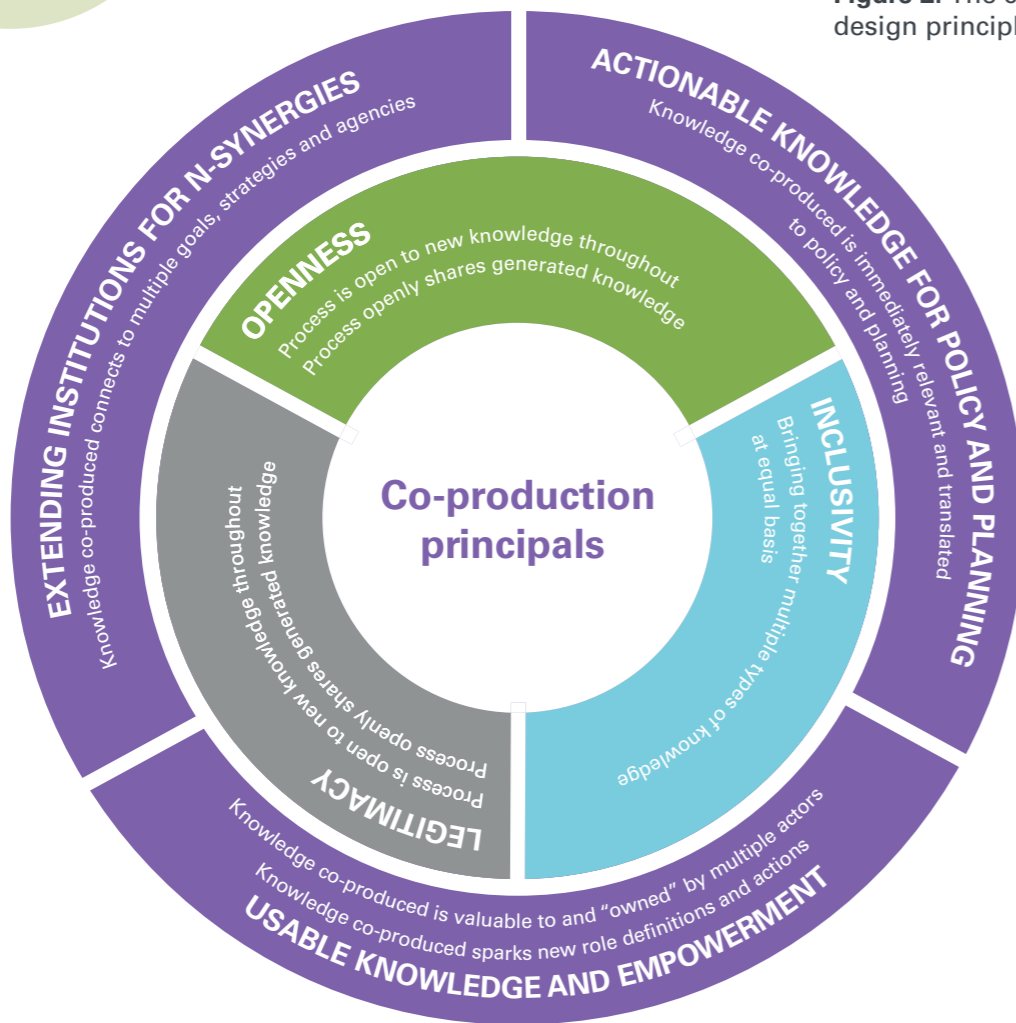 Figure 2. The
design principl
EXTENDING INSTITUTIONS FOR N-SYNERGIES
Knowledge co-produced connects to multiple goals, strategies and agencies
ACTIONABLE KNOWLEDGE FOR POLICY AND PLANNING
Knowledge co-produced is immediately relevant and translated
to policy and planning
OPENNESS
Process is open to new knowledge throughout
Process openly shares generated knowledge
INCLUSIVITY
Bringing together multiple types of knowledge
at equal basis
Co-production
principals
LEGITIMACY
Process is open to new knowledge throughout
Process openly shares generated knowledge
Knowledge co-produced is valuable to and “owned” by multiple actors
Knowledge co-produced sparks new role definitions and actions
USABLE KNOWLEDGE AND EMPOWERMENT